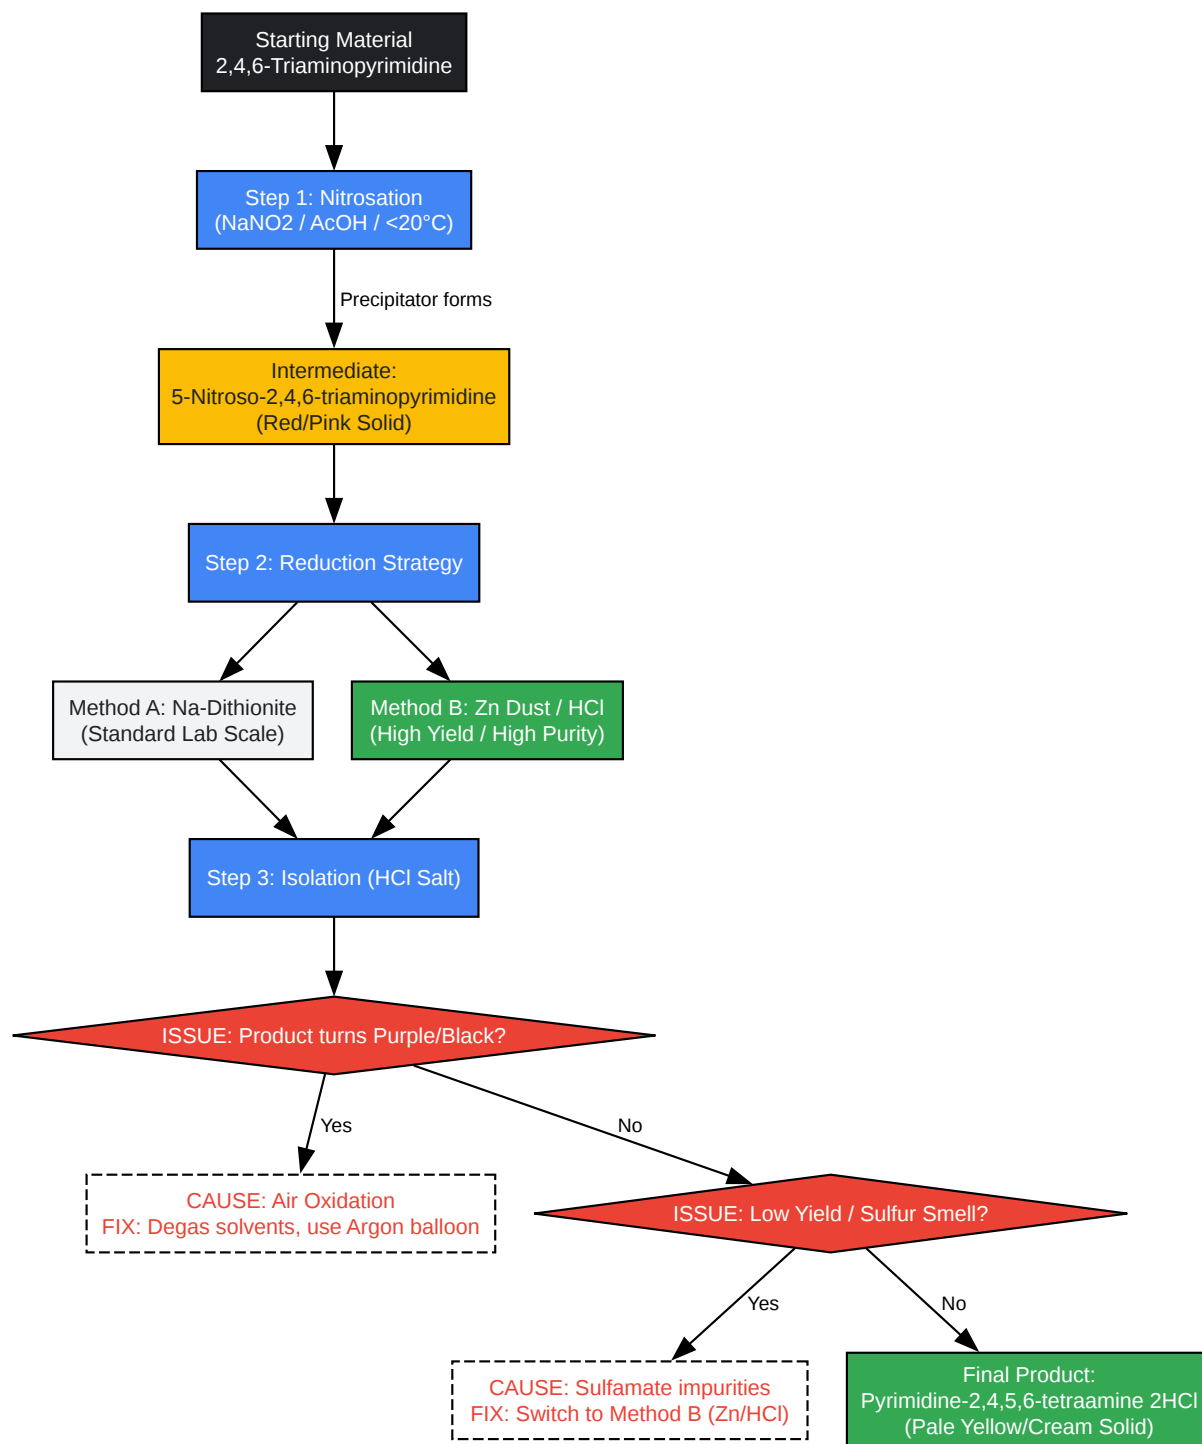 Starting Material
2,4,6-Triaminopyrimidine
Step 1: Nitrosation
(NaNO2 / AcOH / <20°C)
Precipitator forms
Intermediate:
5-Nitroso-2,4,6-triaminopyrimidine
(Red/Pink Solid)
Step 2: Reduction Strategy
Method A: Na-Dithionite
(Standard Lab Scale)
Method B: Zn Dust / HCl
(High Yield / High Purity)
Step 3: Isolation (HCl Salt)
ISSUE: Product turns Purple/Black?
Yes
No
CAUSE: Air Oxidation
FIX: Degas solvents, use Argon balloon
ISSUE: Low Yield / Sulfur Smell?
Yes
No
CAUSE: Sulfamate impurities
FIX: Switch to Method B (Zn/HCl)
Final Product:
Pyrimidine-2,4,5,6-tetraamine 2HCl
(Pale Yellow/Cream Solid)